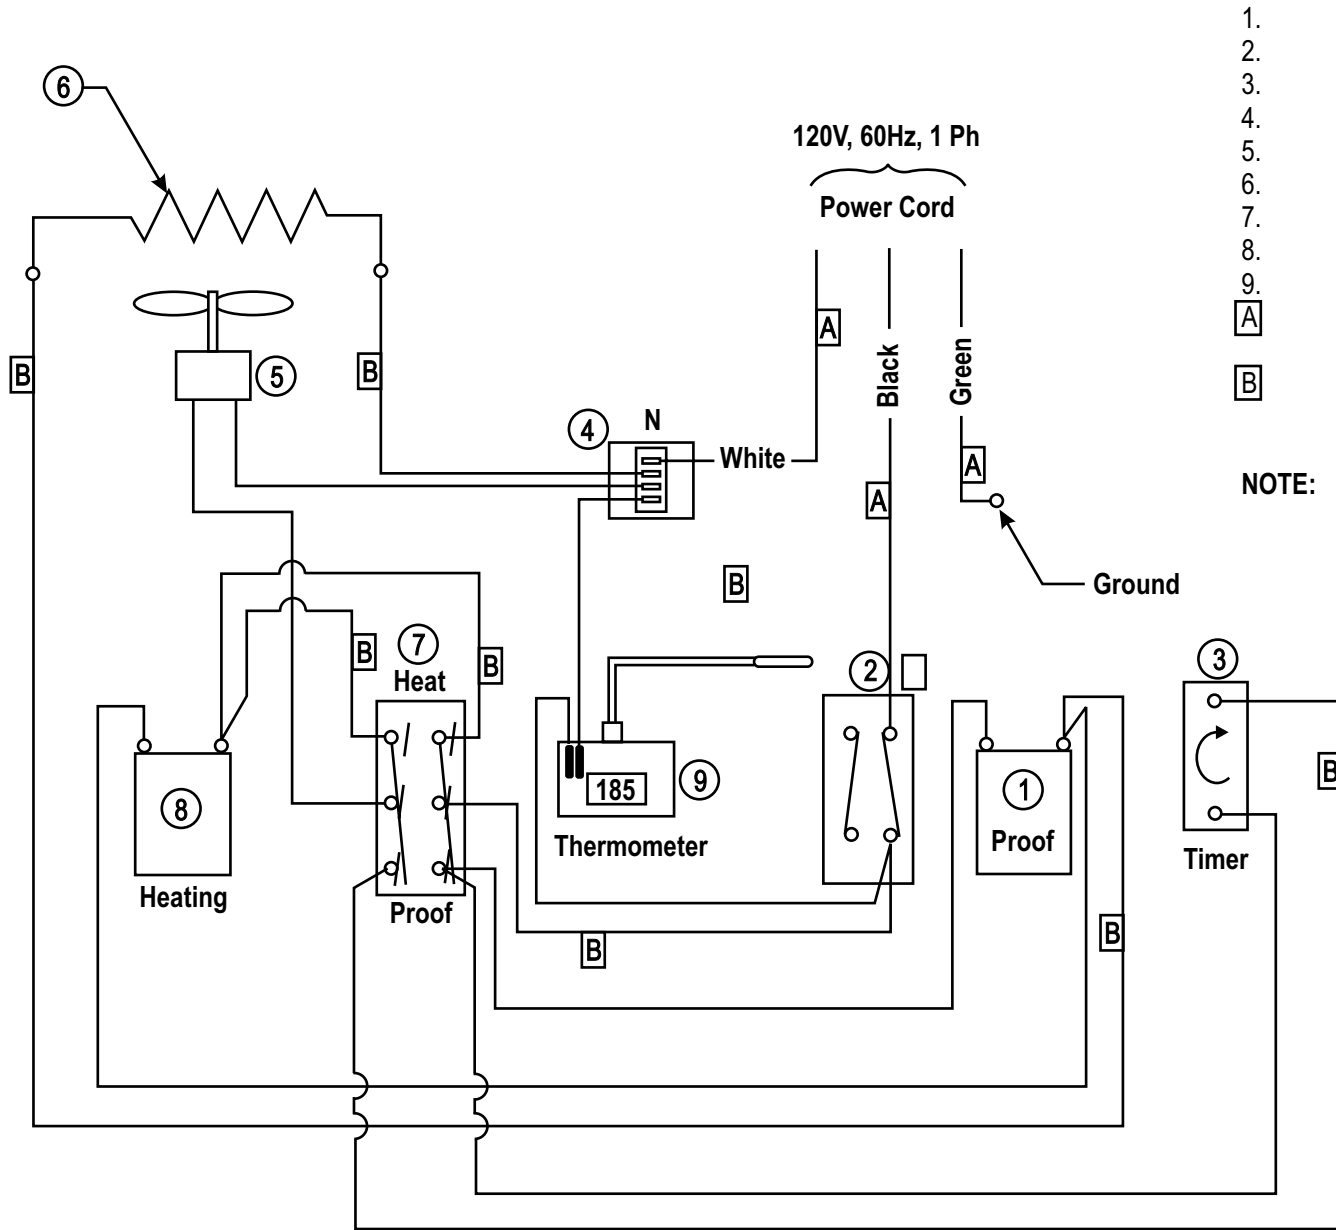 1.
2.
3.
4.
5.
6.
7.
8.
9.
A
B
NOTE:
6
120V, 60Hz, 1 Ph
Power Cord
A
Black
Green
B
B
5
4
N
White
A
A
Ground
B
B
7
B
Heat
2
3
185
9
8
1
Proof
B
Thermometer
Timer
Heating
Proof
B
B